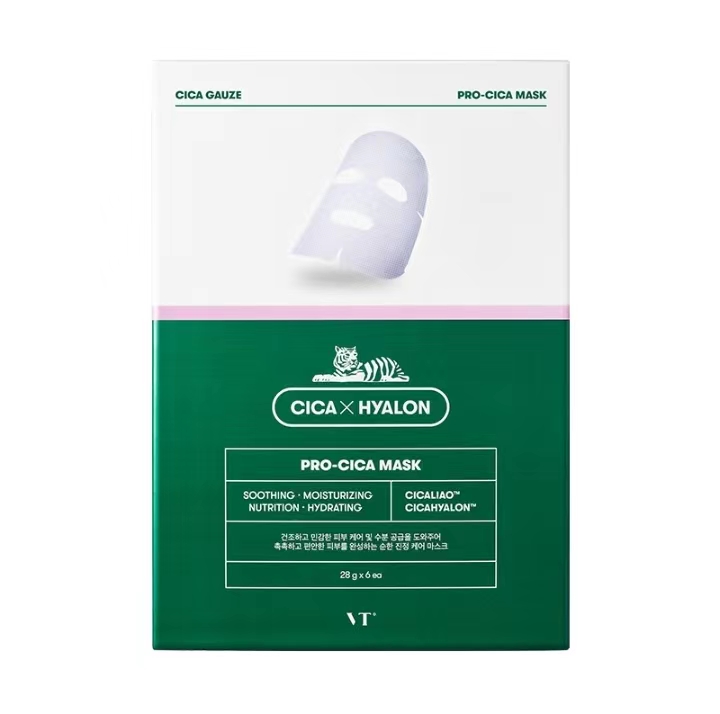 CICA GAUZE
PRO-CICA MASK
CICA × HYALON
PRO-CICA MASK
SOOTHING · MOISTURIZING
NUTRITION · HYDRATING
CICALIAO™
CICAHYALON™
건조하고 민감한 피부 케어 및 수분 공급을 도와주어
촉촉하고 편안한 피부를 완성하는 순한 진정 케어 마스크
28 g x 6 ea
VT®